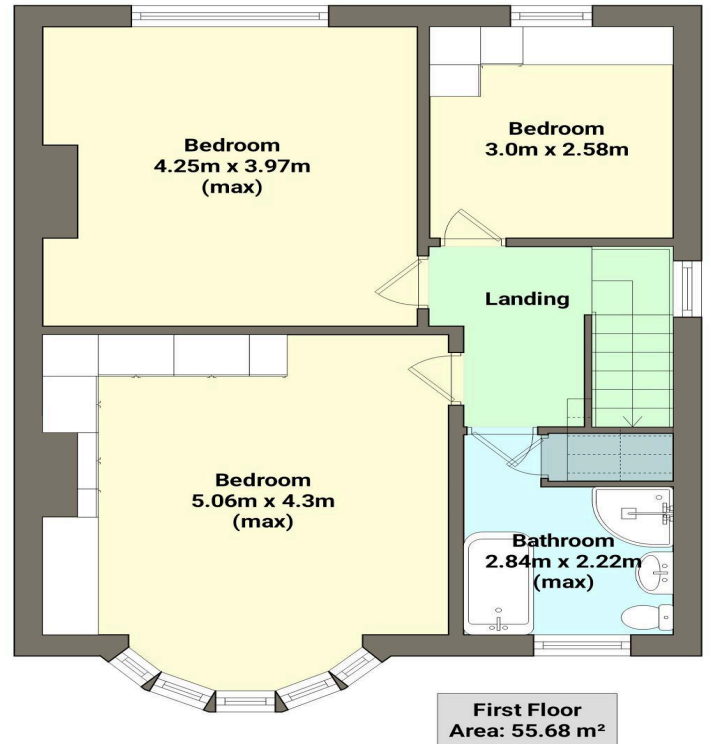 Bedroom
4.25m x 3.97m
(max)
Bedroom
3.0m x 2.58m
Landing
Bedroom
5.06m x 4.3m
(max)
Bathroom
2.84m x 2.22m
(max)
First Floor
Area: 55.68 m²